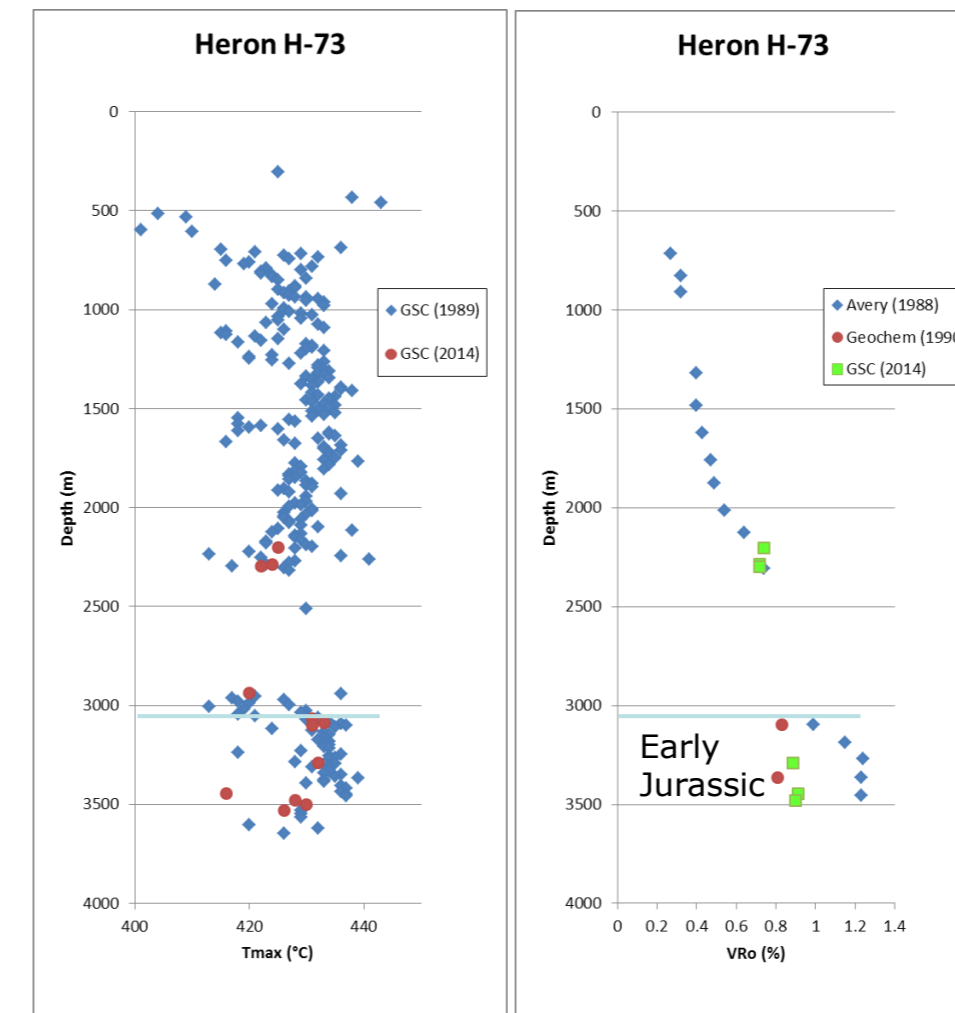 Heron H-73
0
500
1000
1500
2000
2500
3000
3500
4000
Depth (m)
400
420
440
Tmax (°C)
GSC (1989)
GSC (2014)
Heron H-73
0
500
1000
1500
2000
2500
3000
3500
4000
Depth (m)
0 0.2 0.4 0.6 0.8 1 1.2 1.4
VRo (%)
Avery (1988)
Geochem (1990
GSC (2014)
Early
Jurassic